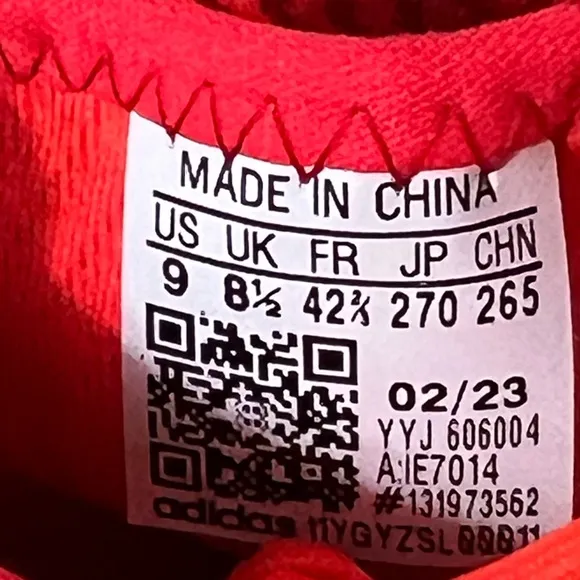 MADE IN CHINA
US UK FR JP CHN
9 8½ 42⅔ 270 265
02/23
YYJ 606004
A:IE7014
#131973562
adidas